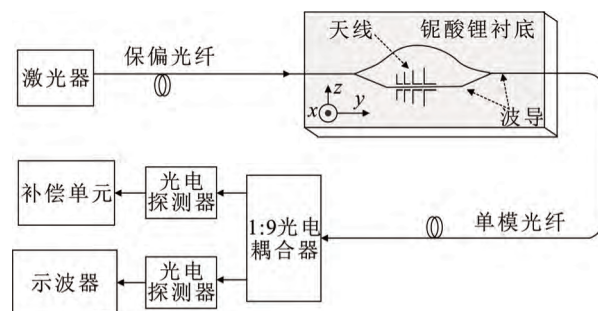 激光器
保偏光纤
天线
铌酸锂衬底
z
x
y
波导
补偿单元
光电
探测器
1:9光电
耦合器
单模光纤
示波器
光电
探测器